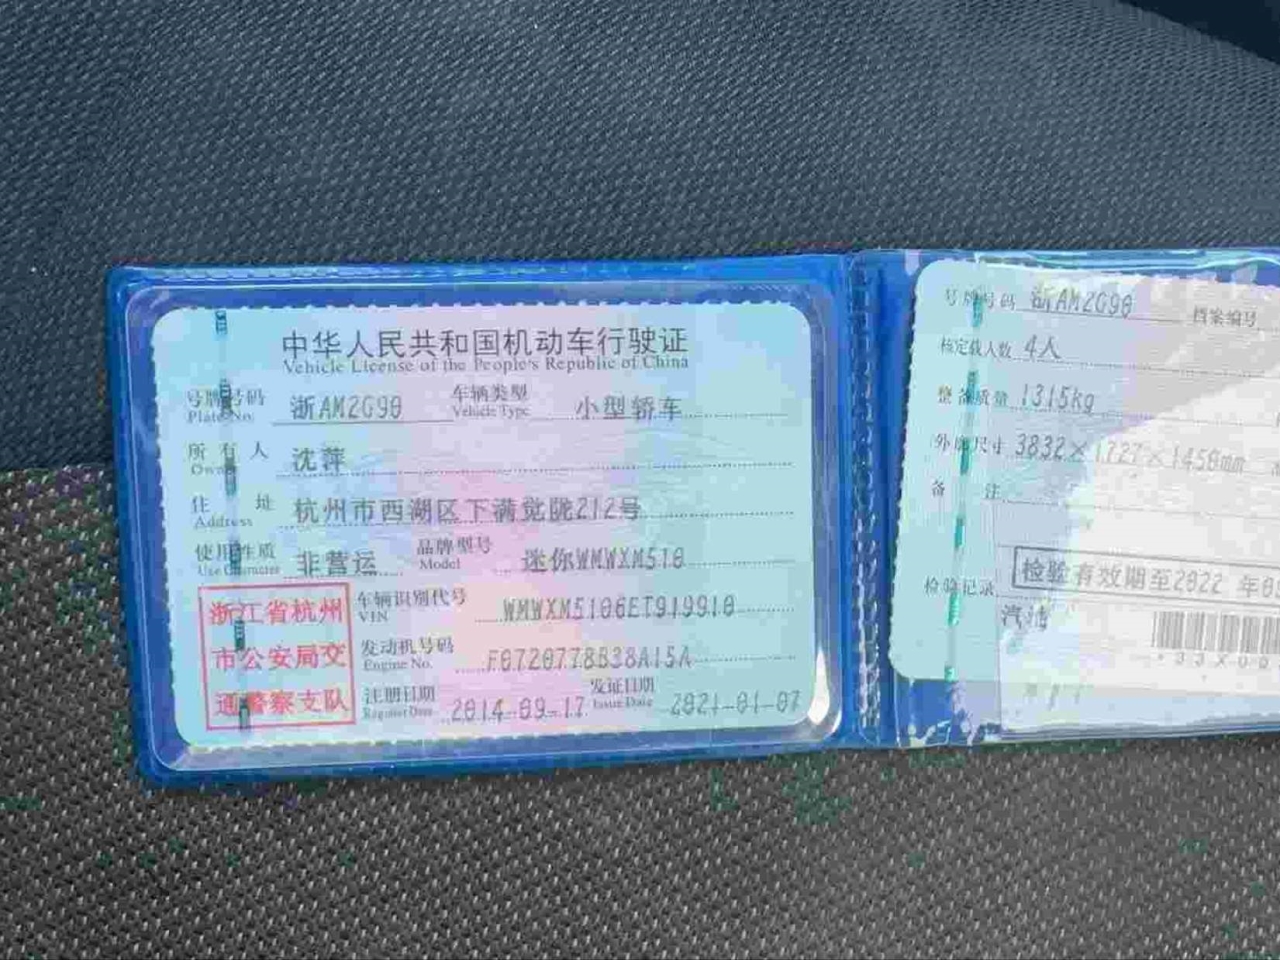 中华人民共和国机动车行驶证
Vehicle License of the People's Republic of China
号牌号码 浙AM2G90 车辆类型 小型轿车
Plate No. Vehicle Type
所有人 沈萍
Owner
住址 杭州市西湖区下满觉陇212号
Address
使用性质 非营运 品牌型号 迷你WMWXM510
Use Character Model
浙江省杭州
市公安局交
通警察支队
车辆识别代号 WMWXM5106ET919910
VIN
发动机号码 F0720778B38A15A
Engine No.
注册日期 2014-09-17 发证日期 2021-01-07
Register Date Issue Date
号牌号码 浙AM2G90 档案编号
核定载人数 4人
整备质量 1315kg
外廓尺寸 3832×1727×1450mm
备注
检验记录 检验有效期至2022年0
汽油